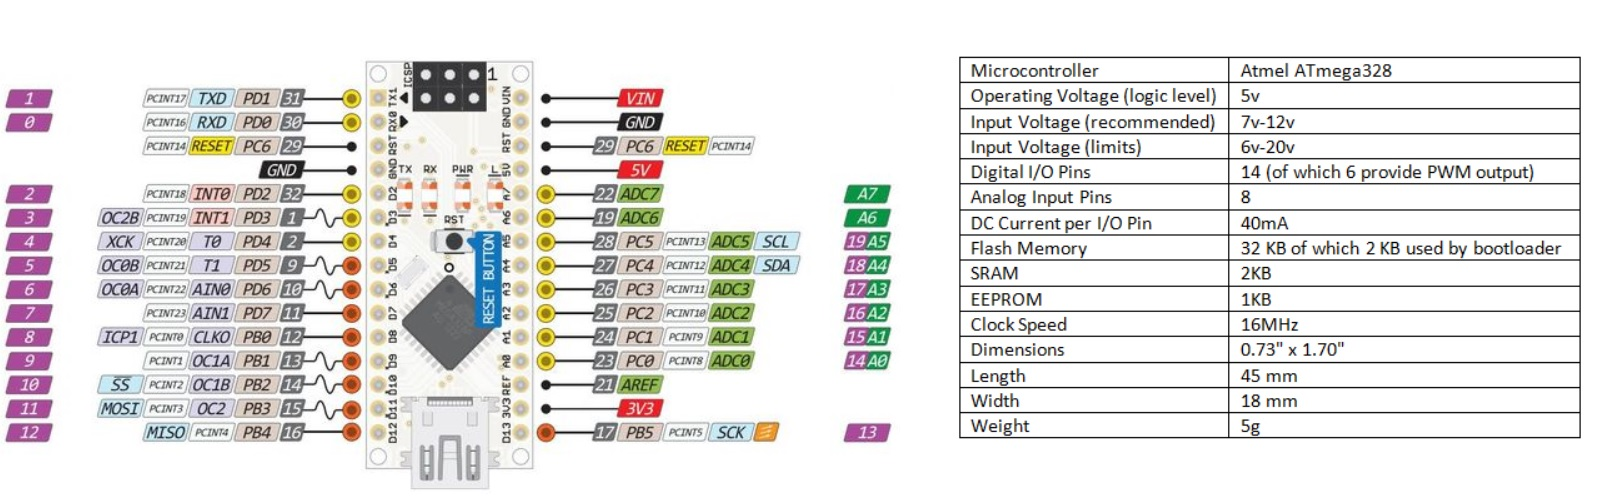 ICSP
1
1 PCINT17 TXD PD1 31 TX1 VIN VIN
0 PCINT16 RXD PD0 30 RX0 GND GND
PCINT14 RESET PC6 29 RST RST 29 PC6 RESET PCINT14
GND GND 5V 5V
TX RX PWR L
2 PCINT18 INT0 PD2 32 D2 A7 22 ADC7 A7
3 OC2B PCINT19 INT1 PD3 1 D3 A6 19 ADC6 A6
RST
4 XCK PCINT20 T0 PD4 2 D4 A5 28 PC5 PCINT13 ADC5 SCL 19 A5
5 OC0B PCINT21 T1 PD5 9 D5 A4 27 PC4 PCINT12 ADC4 SDA 18 A4
6 OC0A PCINT22 AIN0 PD6 10 D6 A3 26 PC3 PCINT11 ADC3 17 A3
RESET BUTTON
7 PCINT23 AIN1 PD7 11 D7 A2 25 PC2 PCINT10 ADC2 16 A2
8 ICP1 PCINT0 CLKO PB0 12 D8 A1 24 PC1 PCINT9 ADC1 15 A1
9 PCINT1 OC1A PB1 13 D9 A0 23 PC0 PCINT8 ADC0 14 A0
10 SS PCINT2 OC1B PB2 14 D10 REF 21 AREF
11 MOSI PCINT3 OC2 PB3 15 D11 3V3 3V3
12 MISO PCINT4 PB4 16 D12 D13 17 PB5 PCINT5 SCK 13
Microcontroller Atmel ATmega328
Operating Voltage (logic level) 5v
Input Voltage (recommended) 7v-12v
Input Voltage (limits) 6v-20v
Digital I/O Pins 14 (of which 6 provide PWM output)
Analog Input Pins 8
DC Current per I/O Pin 40mA
Flash Memory 32 KB of which 2 KB used by bootloader
SRAM 2KB
EEPROM 1KB
Clock Speed 16MHz
Dimensions 0.73" x 1.70"
Length 45 mm
Width 18 mm
Weight 5g